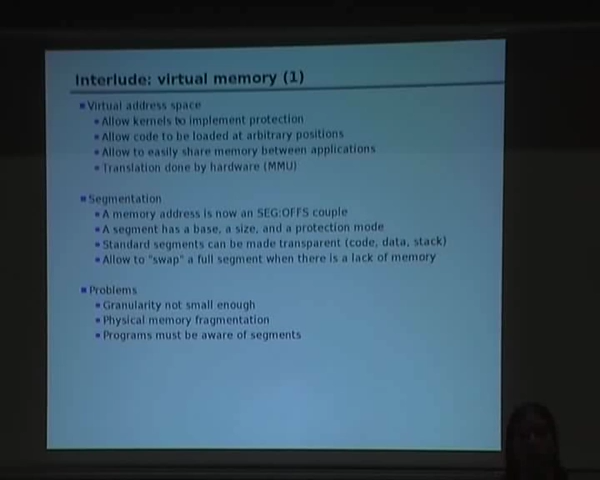 Interlude: virtual memory (1)
Virtual address space
Allow kernels to implement protection
Allow code to be loaded at arbitrary positions
Allow to easily share memory between applications
Translation done by hardware (MMU)
Segmentation
A memory address is now an SEG:OFFS couple
A segment has a base, a size, and a protection mode
Standard segments can be made transparent (code, data, stack)
Allow to "swap" a full segment when there is a lack of memory
Problems
Granularity not small enough
Physical memory fragmentation
Programs must be aware of segments